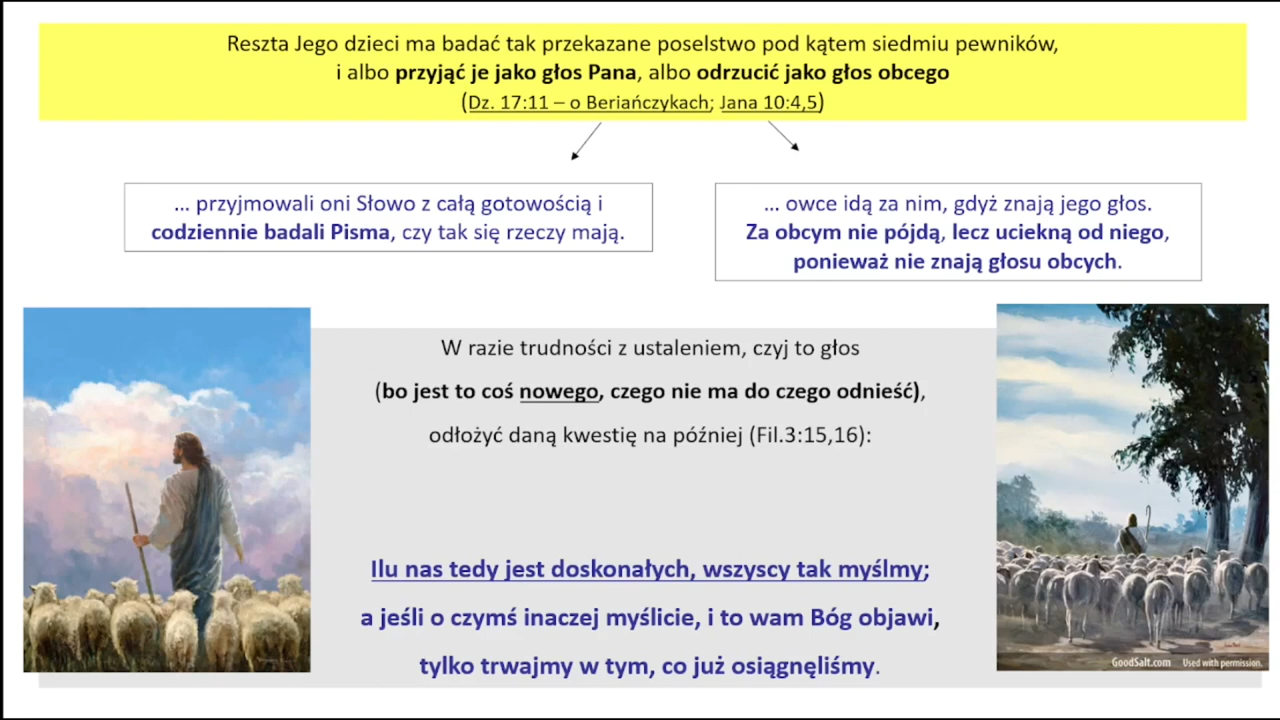 Reszta Jego dzieci ma badać tak przekazane poselstwo pod kątem siedmiu pewników,
i albo przyjąć je jako głos Pana, albo odrzucić jako głos obcego
(Dz. 17:11 – o Beriańczykach; Jana 10:4,5)
... przyjmowali oni Słowo z całą gotowością i
codziennie badali Pisma, czy tak się rzeczy mają.
... owce idą za nim, gdyż znają jego głos.
Za obcym nie pójdą, lecz uciekną od niego,
ponieważ nie znają głosu obcych.
W razie trudności z ustaleniem, czyj to głos
(bo jest to coś nowego, czego nie ma do czego odnieść),
odłożyć daną kwestię na później (Fil.3:15,16):
Ilu nas tedy jest doskonałych, wszyscy tak myślmy;
a jeśli o czymś inaczej myślicie, i to wam Bóg objawi,
tylko trwajmy w tym, co już osiągnęliśmy.
GoodSalt.com Used with permission.